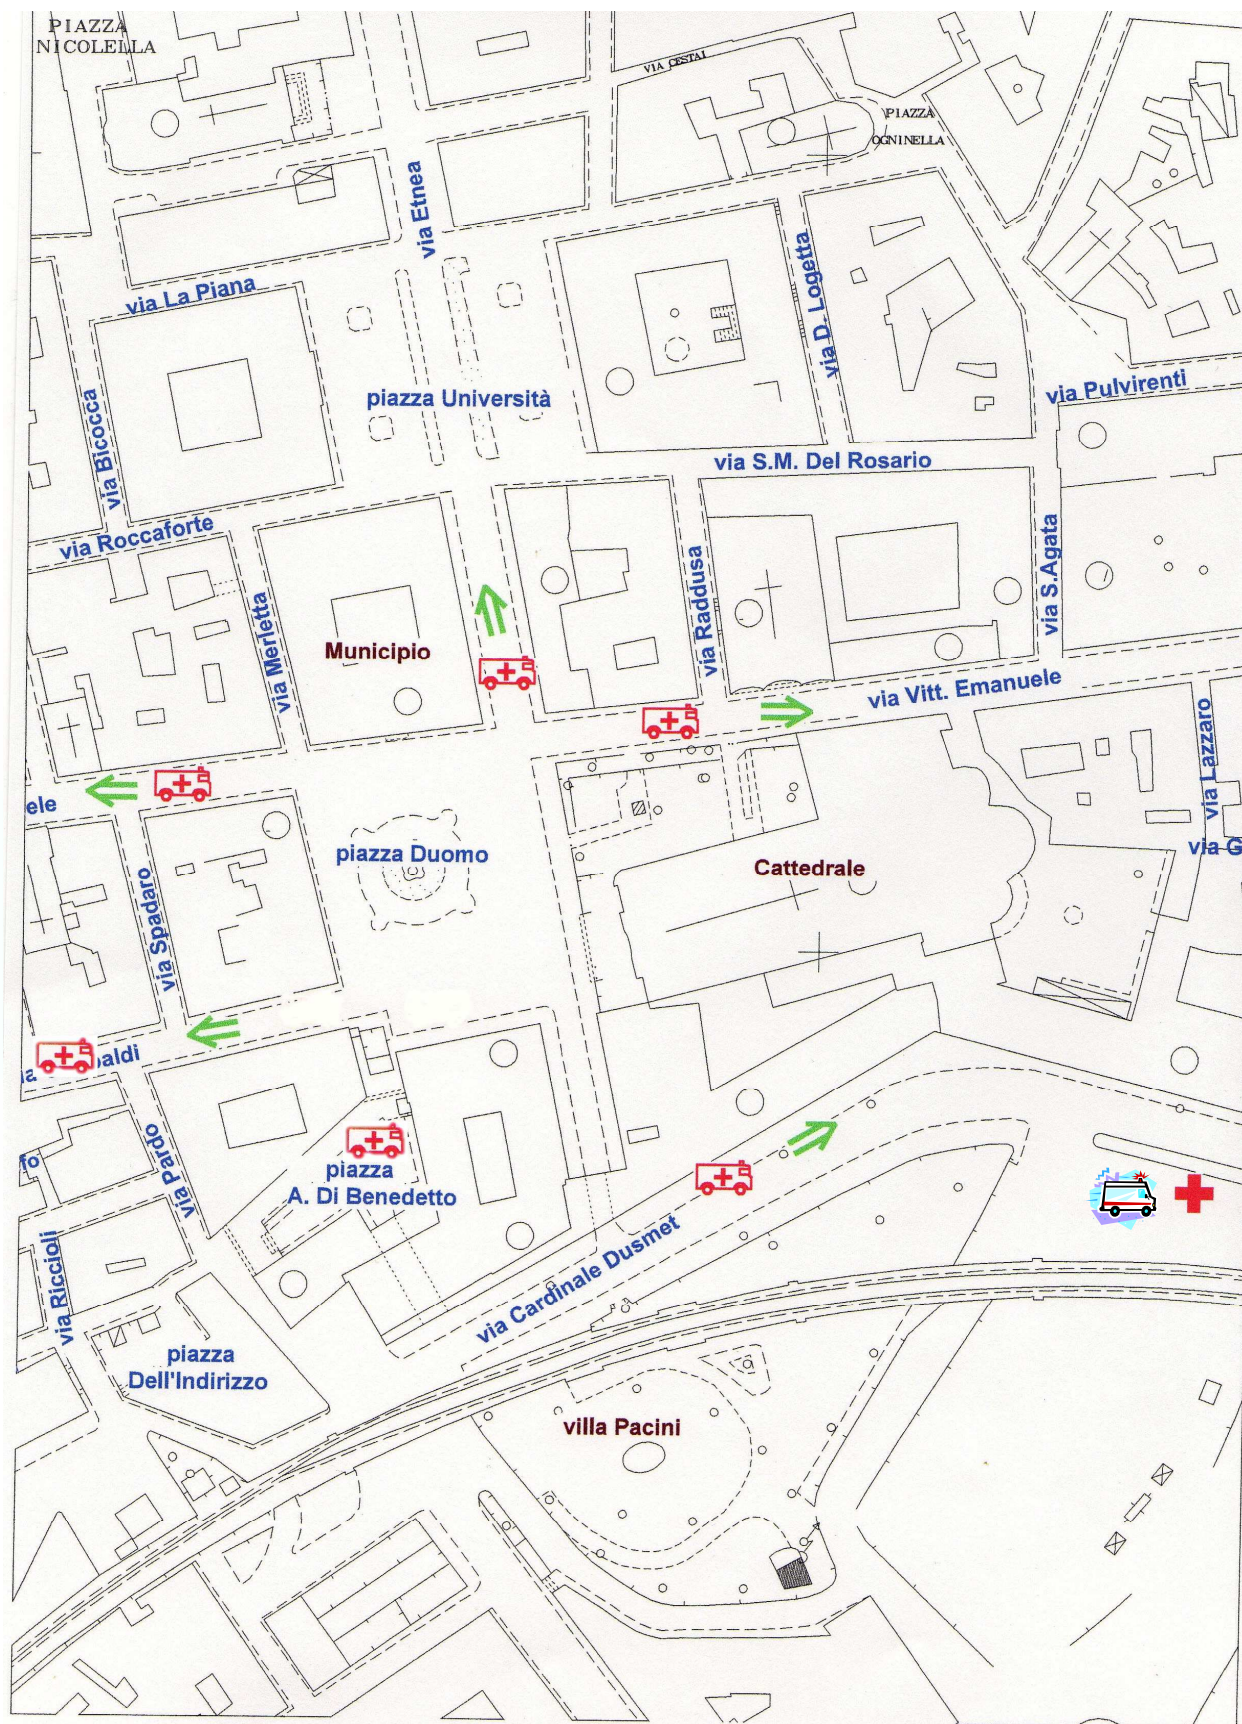 PIAZZA
NICOLELLA
VIA CESTAI
PIAZZA
OGNINELLA
via Etnea
via La Piana
via D. Logetta
via Pulvirenti
piazza Università
via Bicocca
via S.M. Del Rosario
via Roccaforte
via S.Agata
via Raddusa
via Merletta
Municipio
via Vitt. Emanuele
via Lazzaro
ele
piazza Duomo
via G
Cattedrale
via Spadaro
baldi
via Pardo
fo
piazza
A. Di Benedetto
via Riccioli
via Cardinale Dusmet
piazza
Dell'Indirizzo
villa Pacini